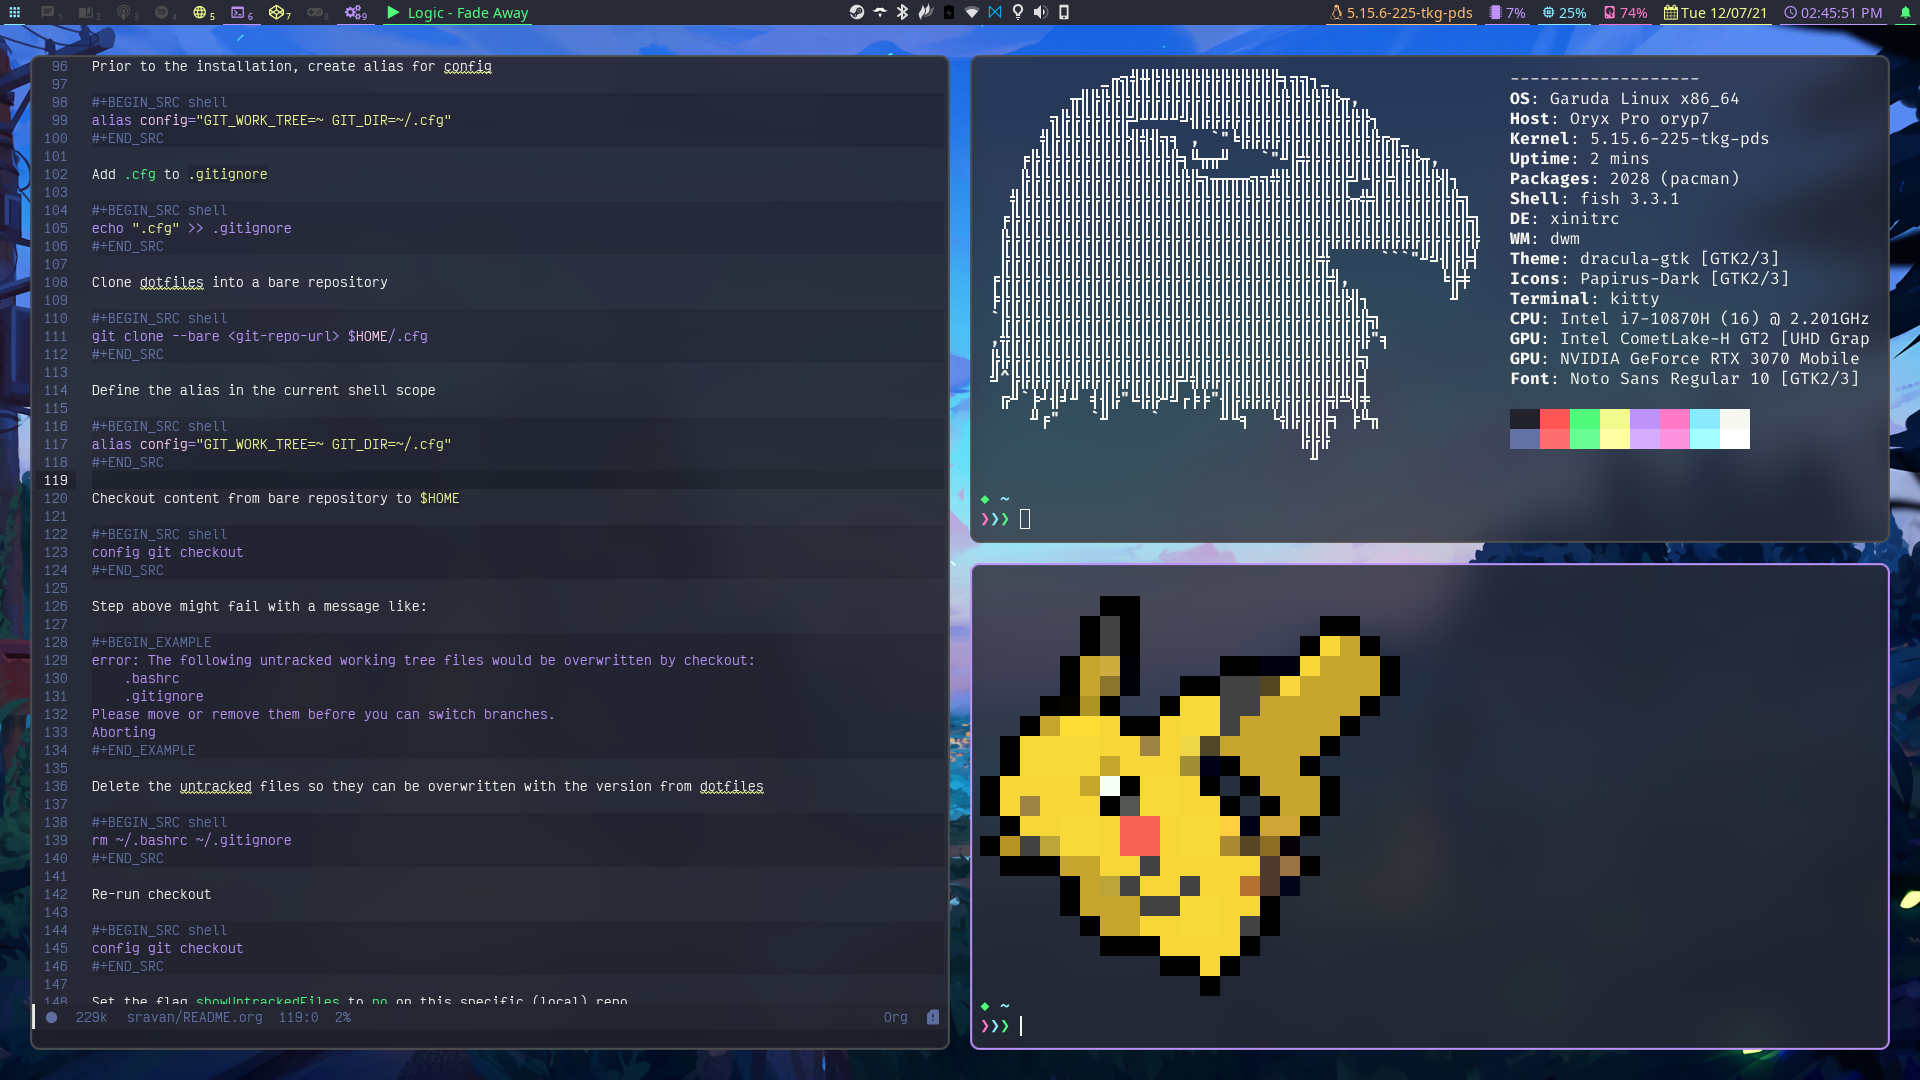 1 2 3 4 5 6 7 8 9 Logic - Fade Away 5.15.6-225-tkg-pds 7% 25% 74% Tue 12/07/21 02:45:51 PM
96 Prior to the installation, create alias for config
97
98 #+BEGIN_SRC shell
99 alias config="GIT_WORK_TREE=~ GIT_DIR=~/.cfg"
100 #+END_SRC
101
102 Add .cfg to .gitignore
103
104 #+BEGIN_SRC shell
105 echo ".cfg" >> .gitignore
106 #+END_SRC
107
108 Clone dotfiles into a bare repository
109
110 #+BEGIN_SRC shell
111 git clone --bare <git-repo-url> $HOME/.cfg
112 #+END_SRC
113
114 Define the alias in the current shell scope
115
116 #+BEGIN_SRC shell
117 alias config="GIT_WORK_TREE=~ GIT_DIR=~/.cfg"
118 #+END_SRC
119
120 Checkout content from bare repository to $HOME
121
122 #+BEGIN_SRC shell
123 config git checkout
124 #+END_SRC
125
126 Step above might fail with a message like:
127
128 #+BEGIN_EXAMPLE
129 error: The following untracked working tree files would be overwritten by checkout:
130 .bashrc
131 .gitignore
132 Please move or remove them before you can switch branches.
133 Aborting
134 #+END_EXAMPLE
135
136 Delete the untracked files so they can be overwritten with the version from dotfiles
137
138 #+BEGIN_SRC shell
139 rm ~/.bashrc ~/.gitignore
140 #+END_SRC
141
142 Re-run checkout
143
144 #+BEGIN_SRC shell
145 config git checkout
146 #+END_SRC
147
148 Set the flag showUntrackedFiles to no on this specific (local) repo
229k sravan/README.org 119:0 2% Org
-------------------
OS: Garuda Linux x86_64
Host: Oryx Pro oryp7
Kernel: 5.15.6-225-tkg-pds
Uptime: 2 mins
Packages: 2028 (pacman)
Shell: fish 3.3.1
DE: xinitrc
WM: dwm
Theme: dracula-gtk [GTK2/3]
Icons: Papirus-Dark [GTK2/3]
Terminal: kitty
CPU: Intel i7-10870H (16) @ 2.201GHz
GPU: Intel CometLake-H GT2 [UHD Grap
GPU: NVIDIA GeForce RTX 3070 Mobile
Font: Noto Sans Regular 10 [GTK2/3]
◆ ~
❯❯❯
◆ ~
❯❯❯